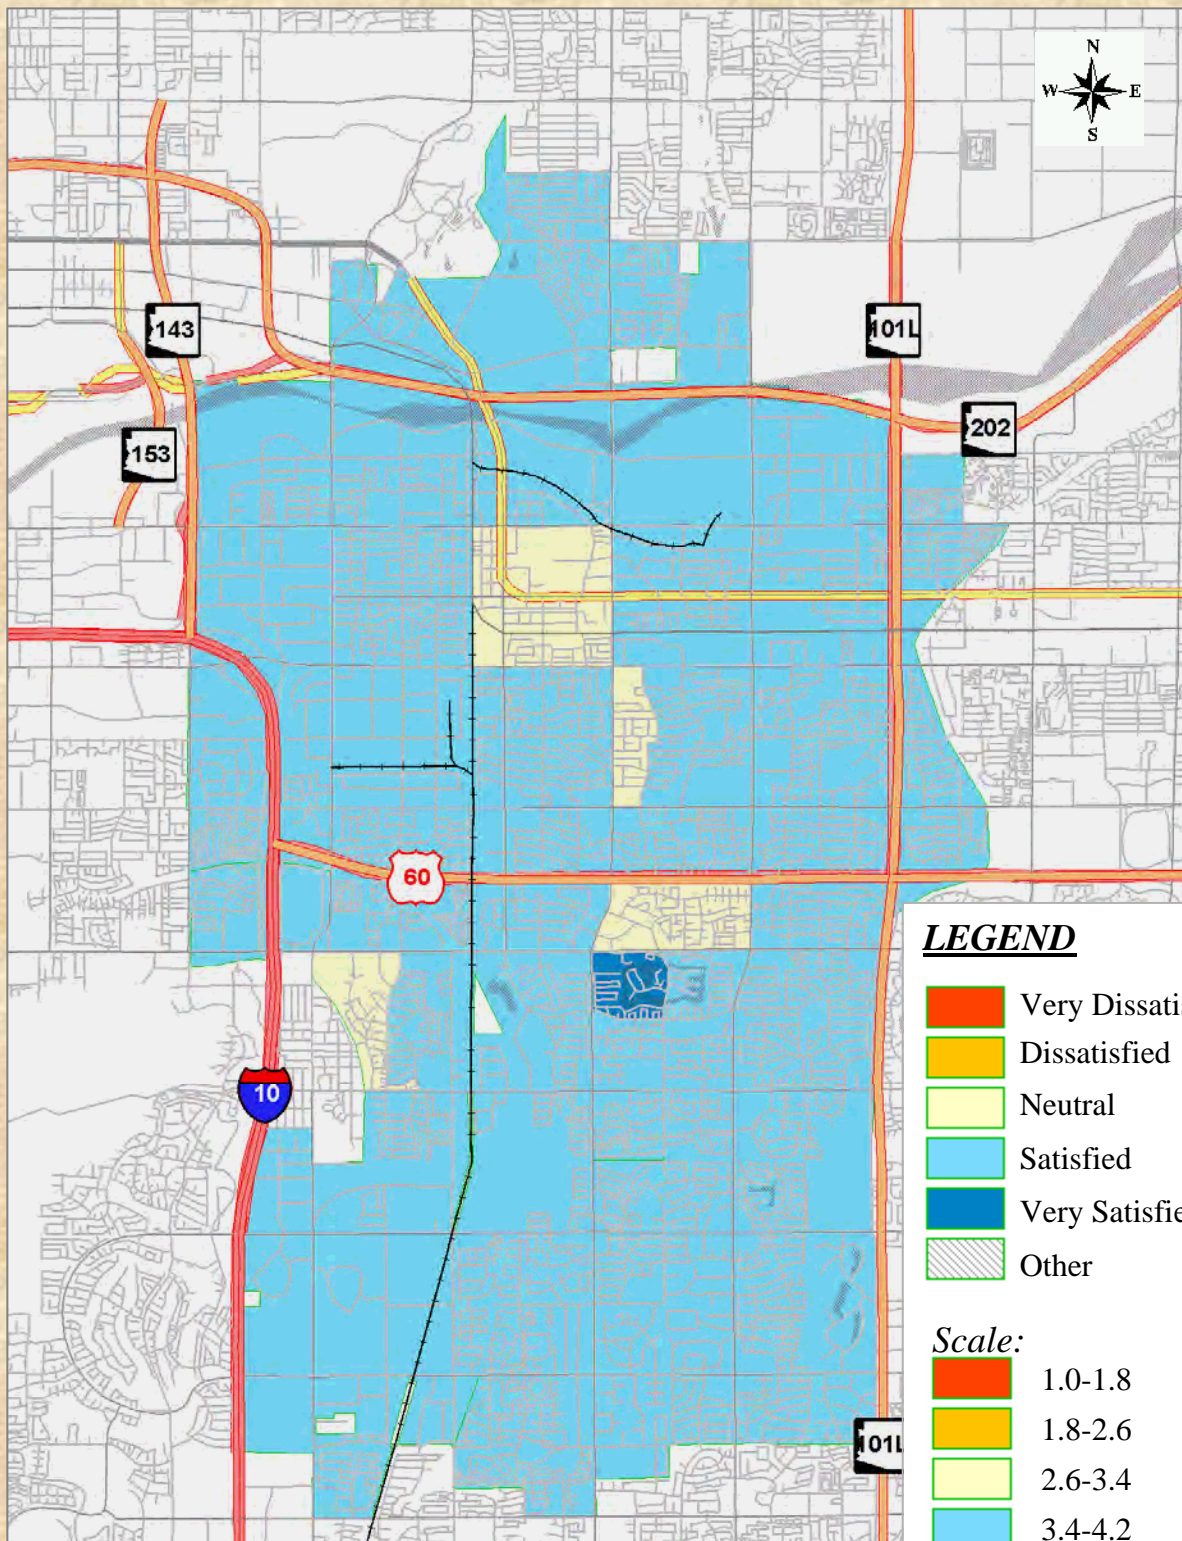 N
W E
S
143
101L
202
153
60
LEGEND
Very Dissatis
Dissatisfied
Neutral
Satisfied
Very Satisfie
Other
10
Scale:
1.0-1.8
1.8-2.6
2.6-3.4
3.4-4.2
101L